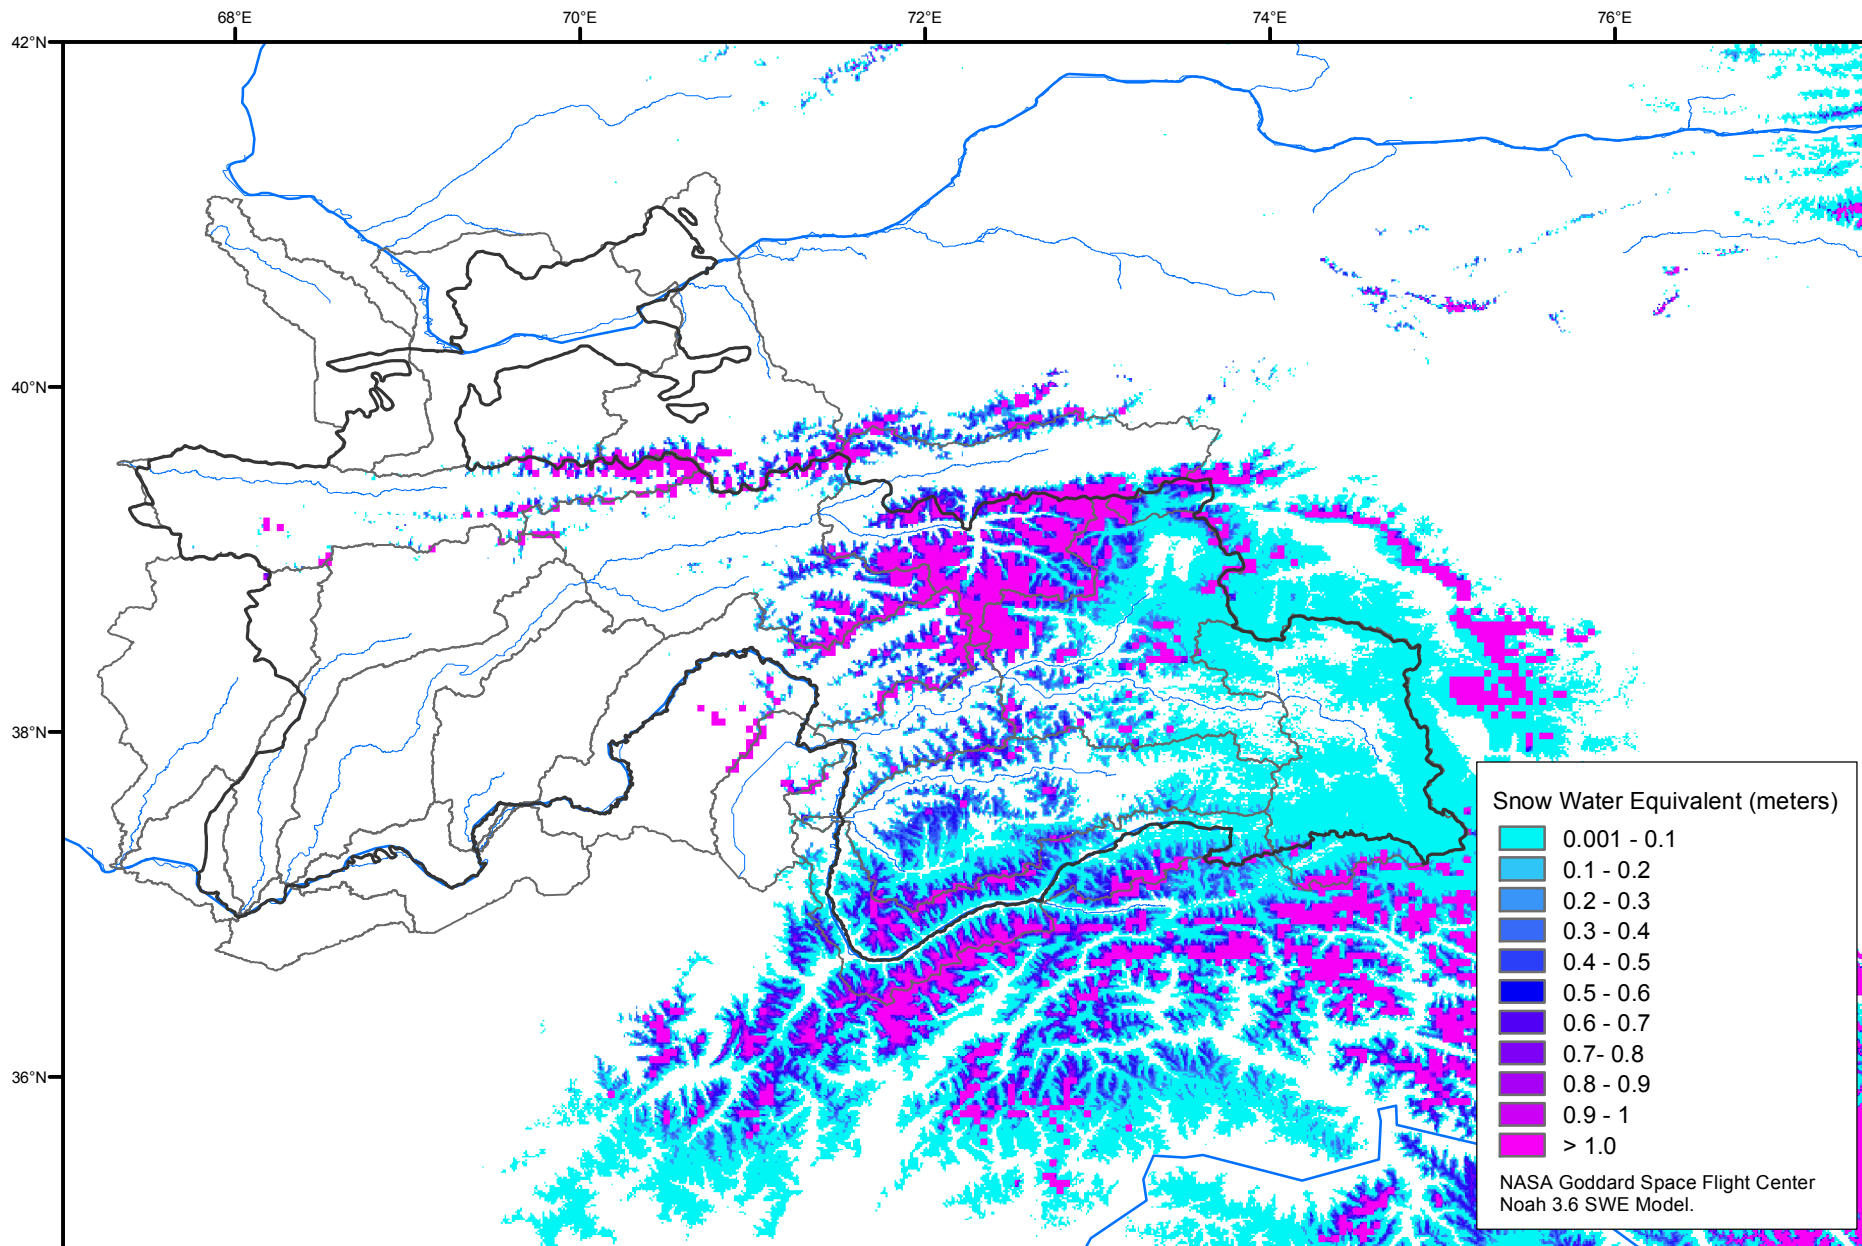 68°E 70°E 72°E 74°E 76°E
42°N
40°N
38°N
36°N
Snow Water Equivalent (meters)
0.001 - 0.1
0.1 - 0.2
0.2 - 0.3
0.3 - 0.4
0.4 - 0.5
0.5 - 0.6
0.6 - 0.7
0.7- 0.8
0.8 - 0.9
0.9 - 1
> 1.0
NASA Goddard Space Flight Center
Noah 3.6 SWE Model.